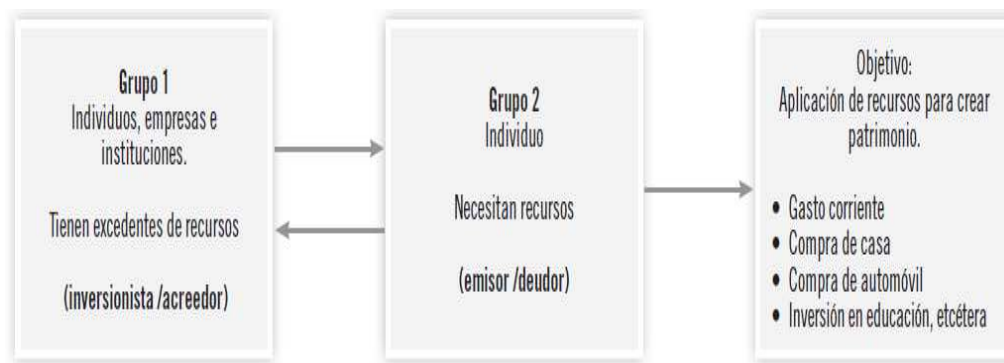 Grupo 1
Individuos, empresas e
instituciones.
Tienen excedentes de recursos
(inversionista /acreedor)
Grupo 2
Individuo
Necesitan recursos
(emisor /deudor)
Objetivo:
Aplicación de recursos para crear
patrimonio.
• Gasto corriente
• Compra de casa
• Compra de automóvil
• Inversión en educación, etcétera